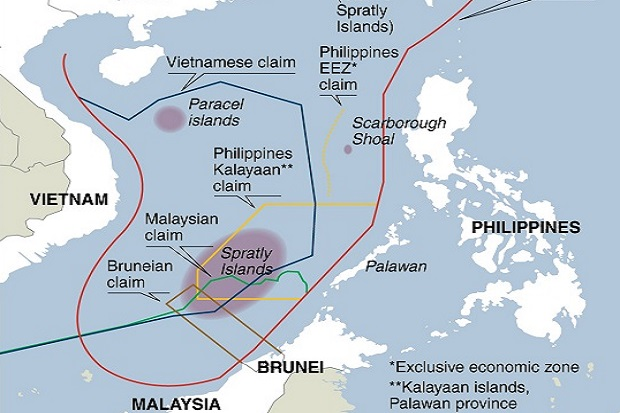 Spratly
Islands)
Philippines
EEZ*
claim
Vietnamese claim
Paracel
islands
Scarborough
Shoal
Philippines
Kalayaan**
claim
VIETNAM
Malaysian
claim
PHILIPPINES
Spratly
Islands
Bruneian
claim
Palawan
BRUNEI
*Exclusive economic zone
**Kalayaan islands,
Palawan province
MALAYSIA